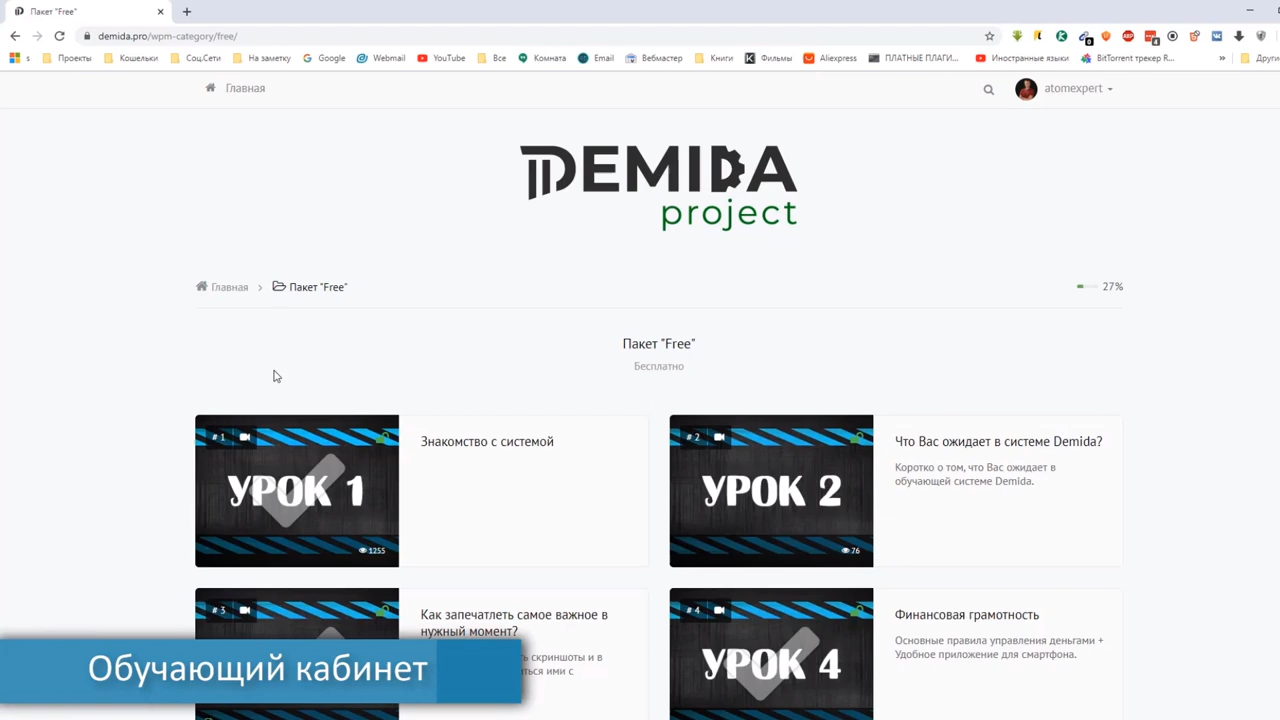 Пакет "Free"
demida.pro/wpm-category/free/
s
Проекты
Кошельки
Соц.Сети
На заметку
Google
Webmail
YouTube
Все
Комната
Email
Вебмастер
Книги
Фильмы
Aliexpress
ПЛАТНЫЕ ПЛАГИ...
Иностранные языки
BitTorrent трекер R...
»
Други
Главная
atomexpert
DEMIDA
project
Главная
Пакет "Free"
27%
Пакет "Free"
Бесплатно
# 1
УРОК 1
1255
Знакомство с системой
# 2
УРОК 2
76
Что Вас ожидает в системе Demida?
Коротко о том, что Вас ожидает в
обучающей системе Demida.
# 3
Как запечатлеть самое важное в
нужный момент?
скриншоты и в
ться ими с
# 4
УРОК 4
Финансовая грамотность
Основные правила управления деньгами +
Удобное приложение для смартфона.
Обучающий кабинет